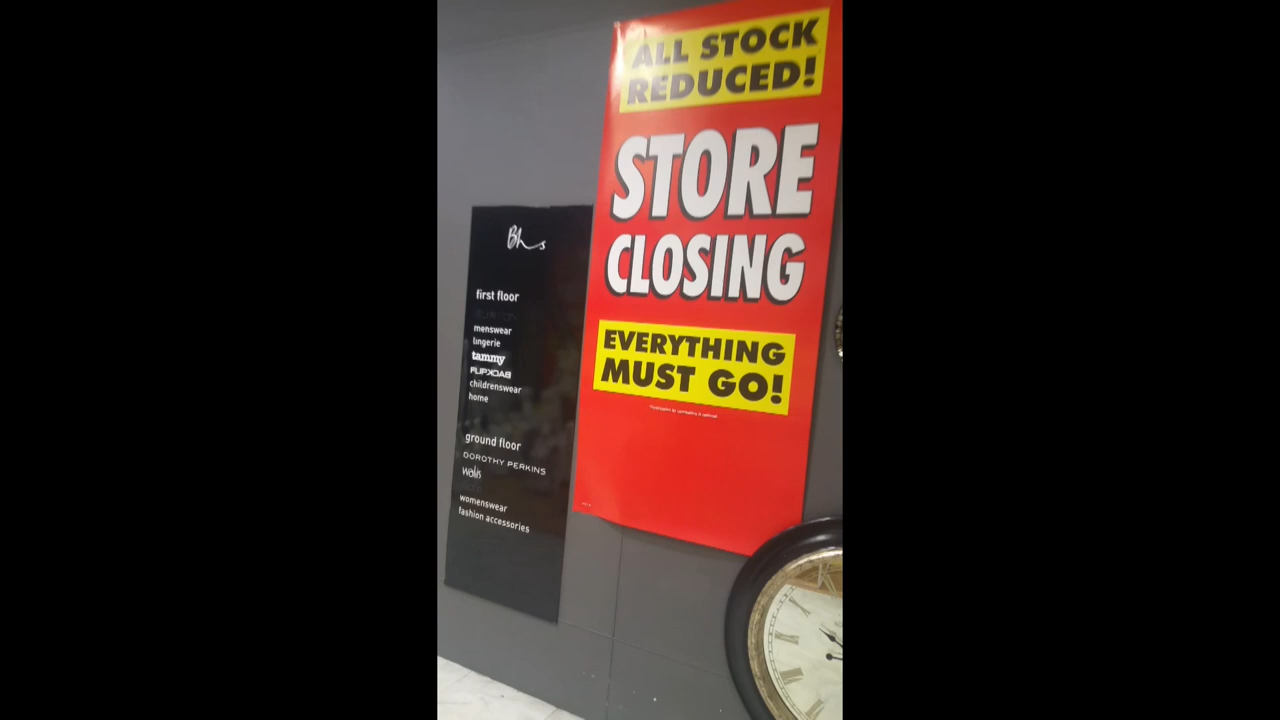 ALL STOCK
REDUCED!
STORE
CLOSING
EVERYTHING
MUST GO!
Bhs
first floor
menswear
lingerie
tammy
FLIPBACK
childrenswear
home
ground floor
DOROTHY PERKINS
wallis
womenswear
fashion accessories